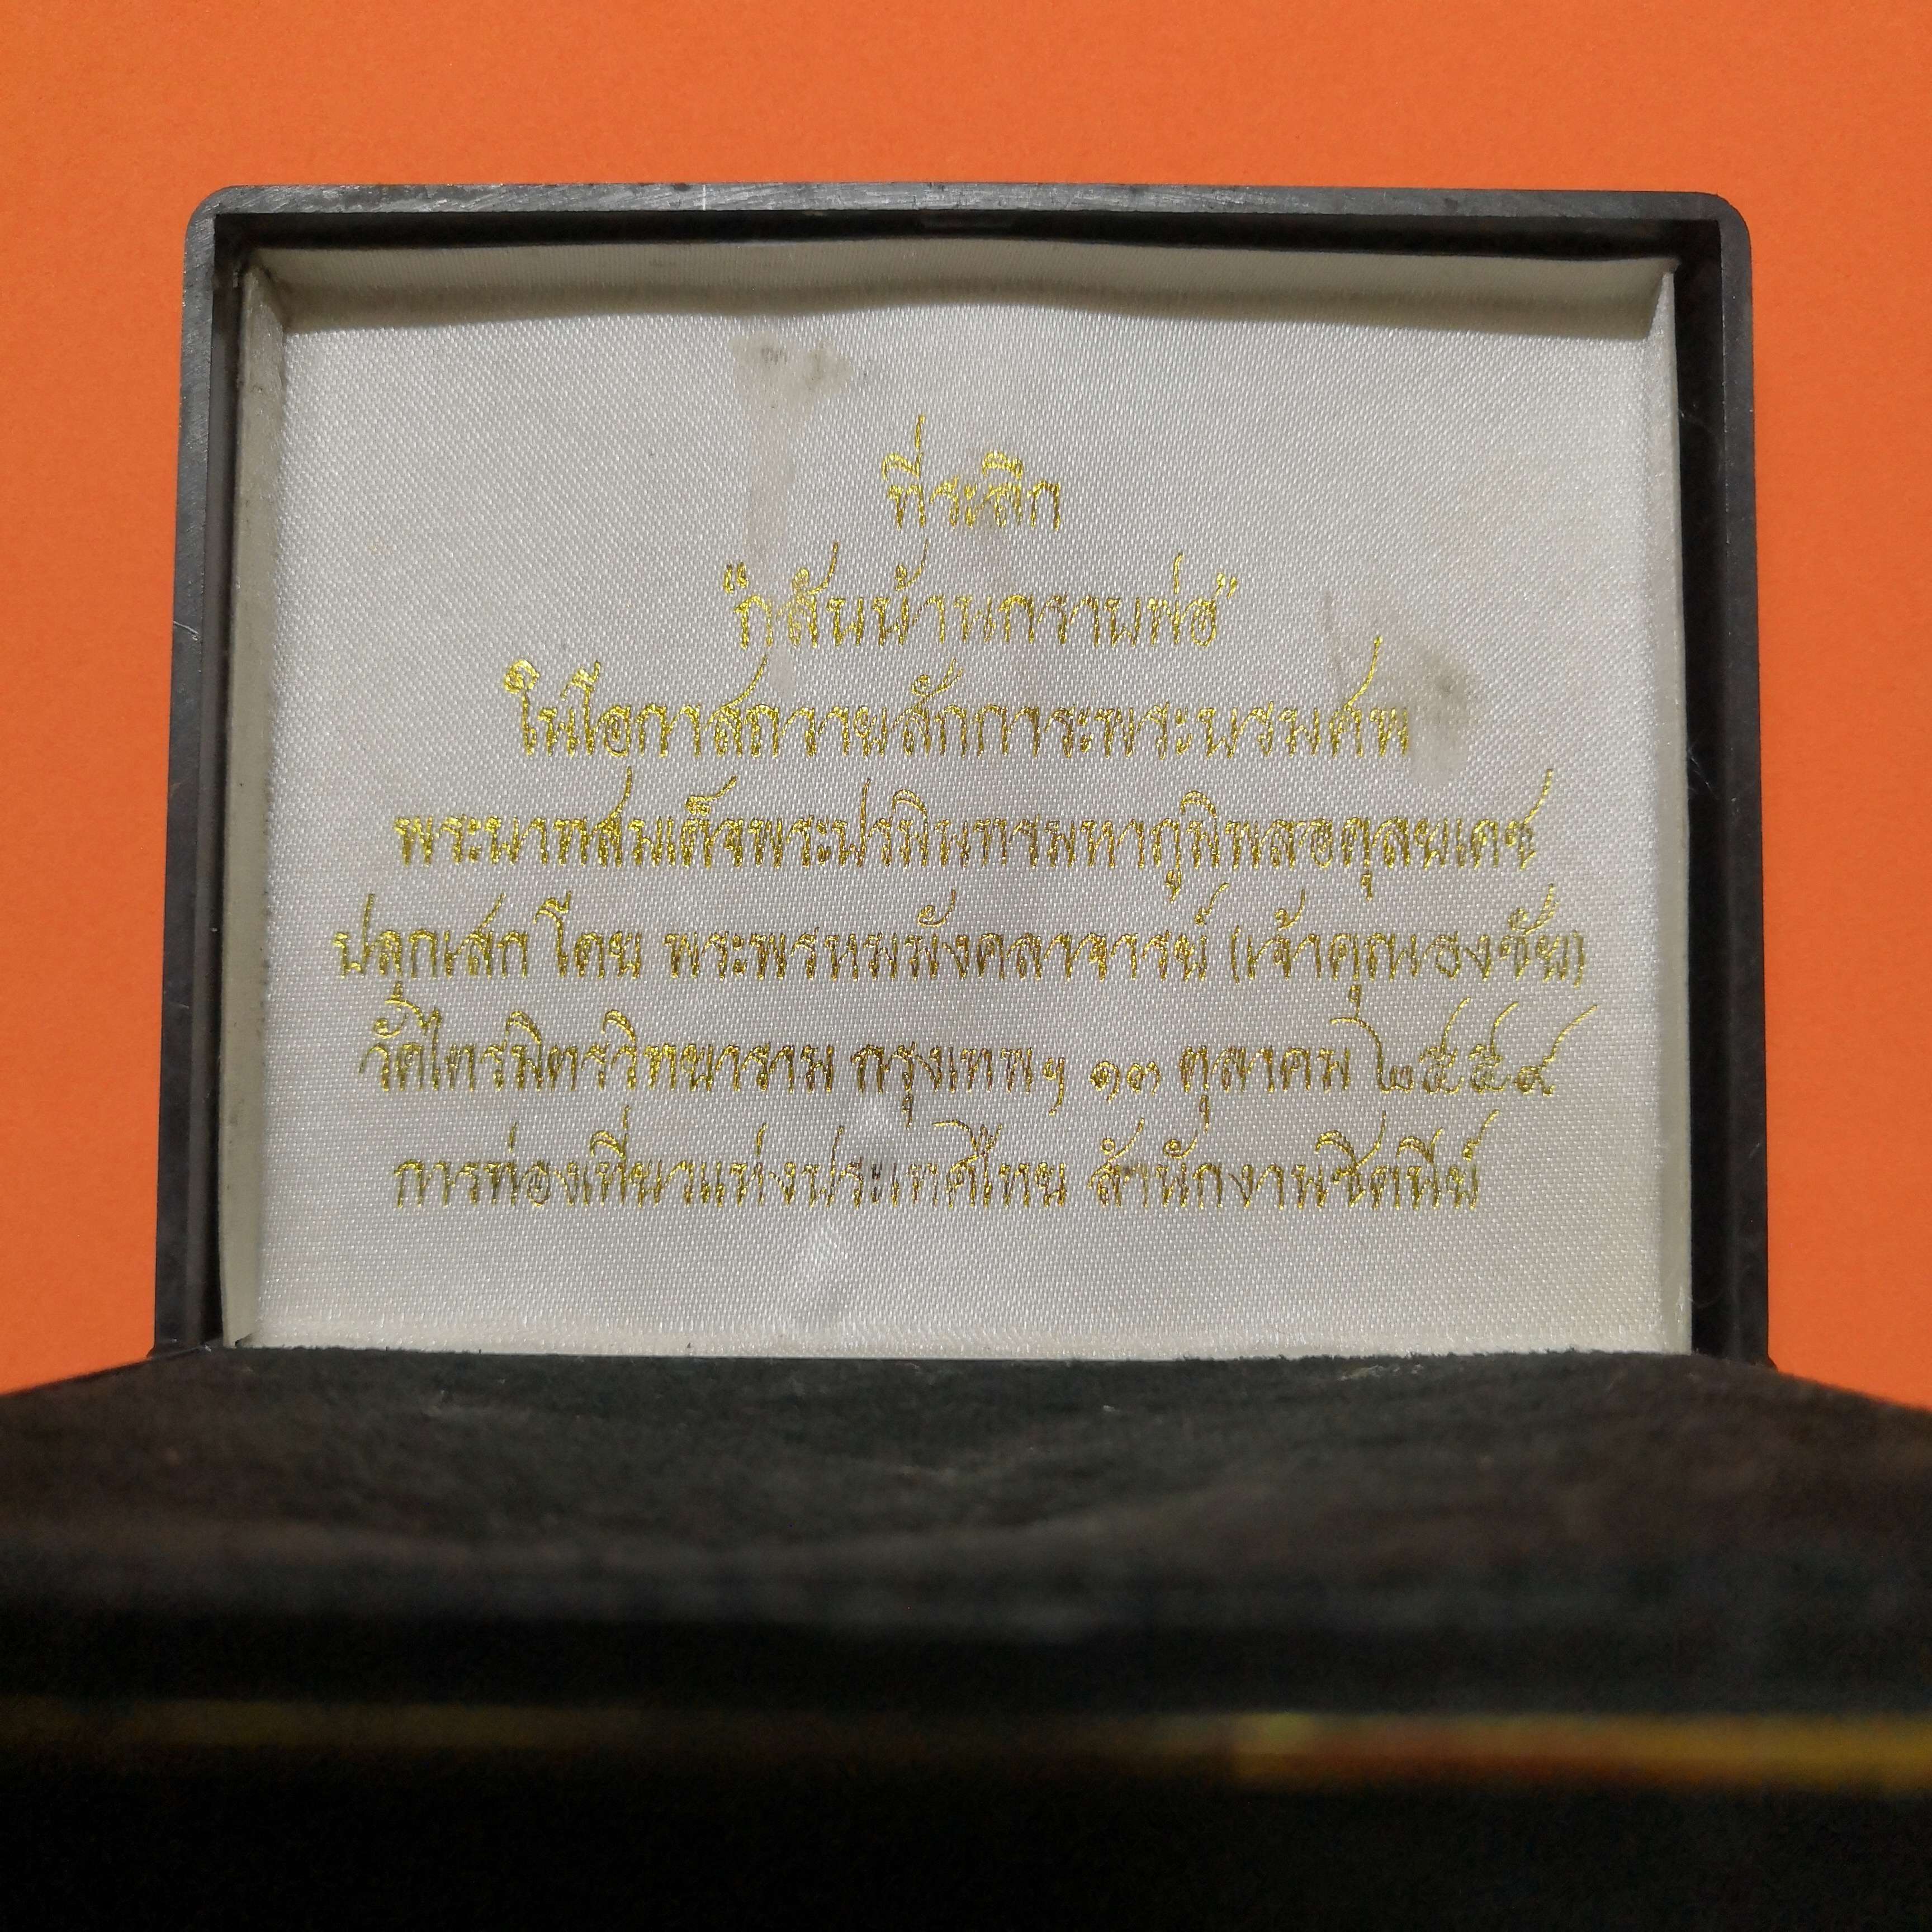 ที่ระลึก
"กลับบ้านกราบพ่อ"
ในโอกาสถวายสักการะพระบรมศพ
พระบาทสมเด็จพระปรมินทรมหาภูมิพลอดุลยเดช
ปลุกเสก โดย พระพรหมมังคลาจารย์ (เจ้าคุณธงชัย)
วัดไตรมิตรวิทยาราม กรุงเทพฯ ๑๓ ตุลาคม ๒๕๕๙
การท่องเที่ยวแห่งประเทศไทย สำนักงานซิดนีย์